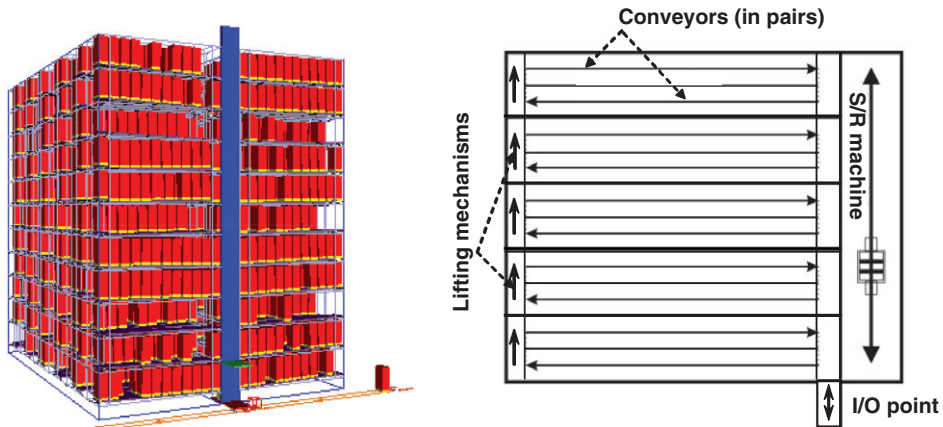 Conveyors (in pairs)
Lifting mechanisms
S/R machine
I/O point